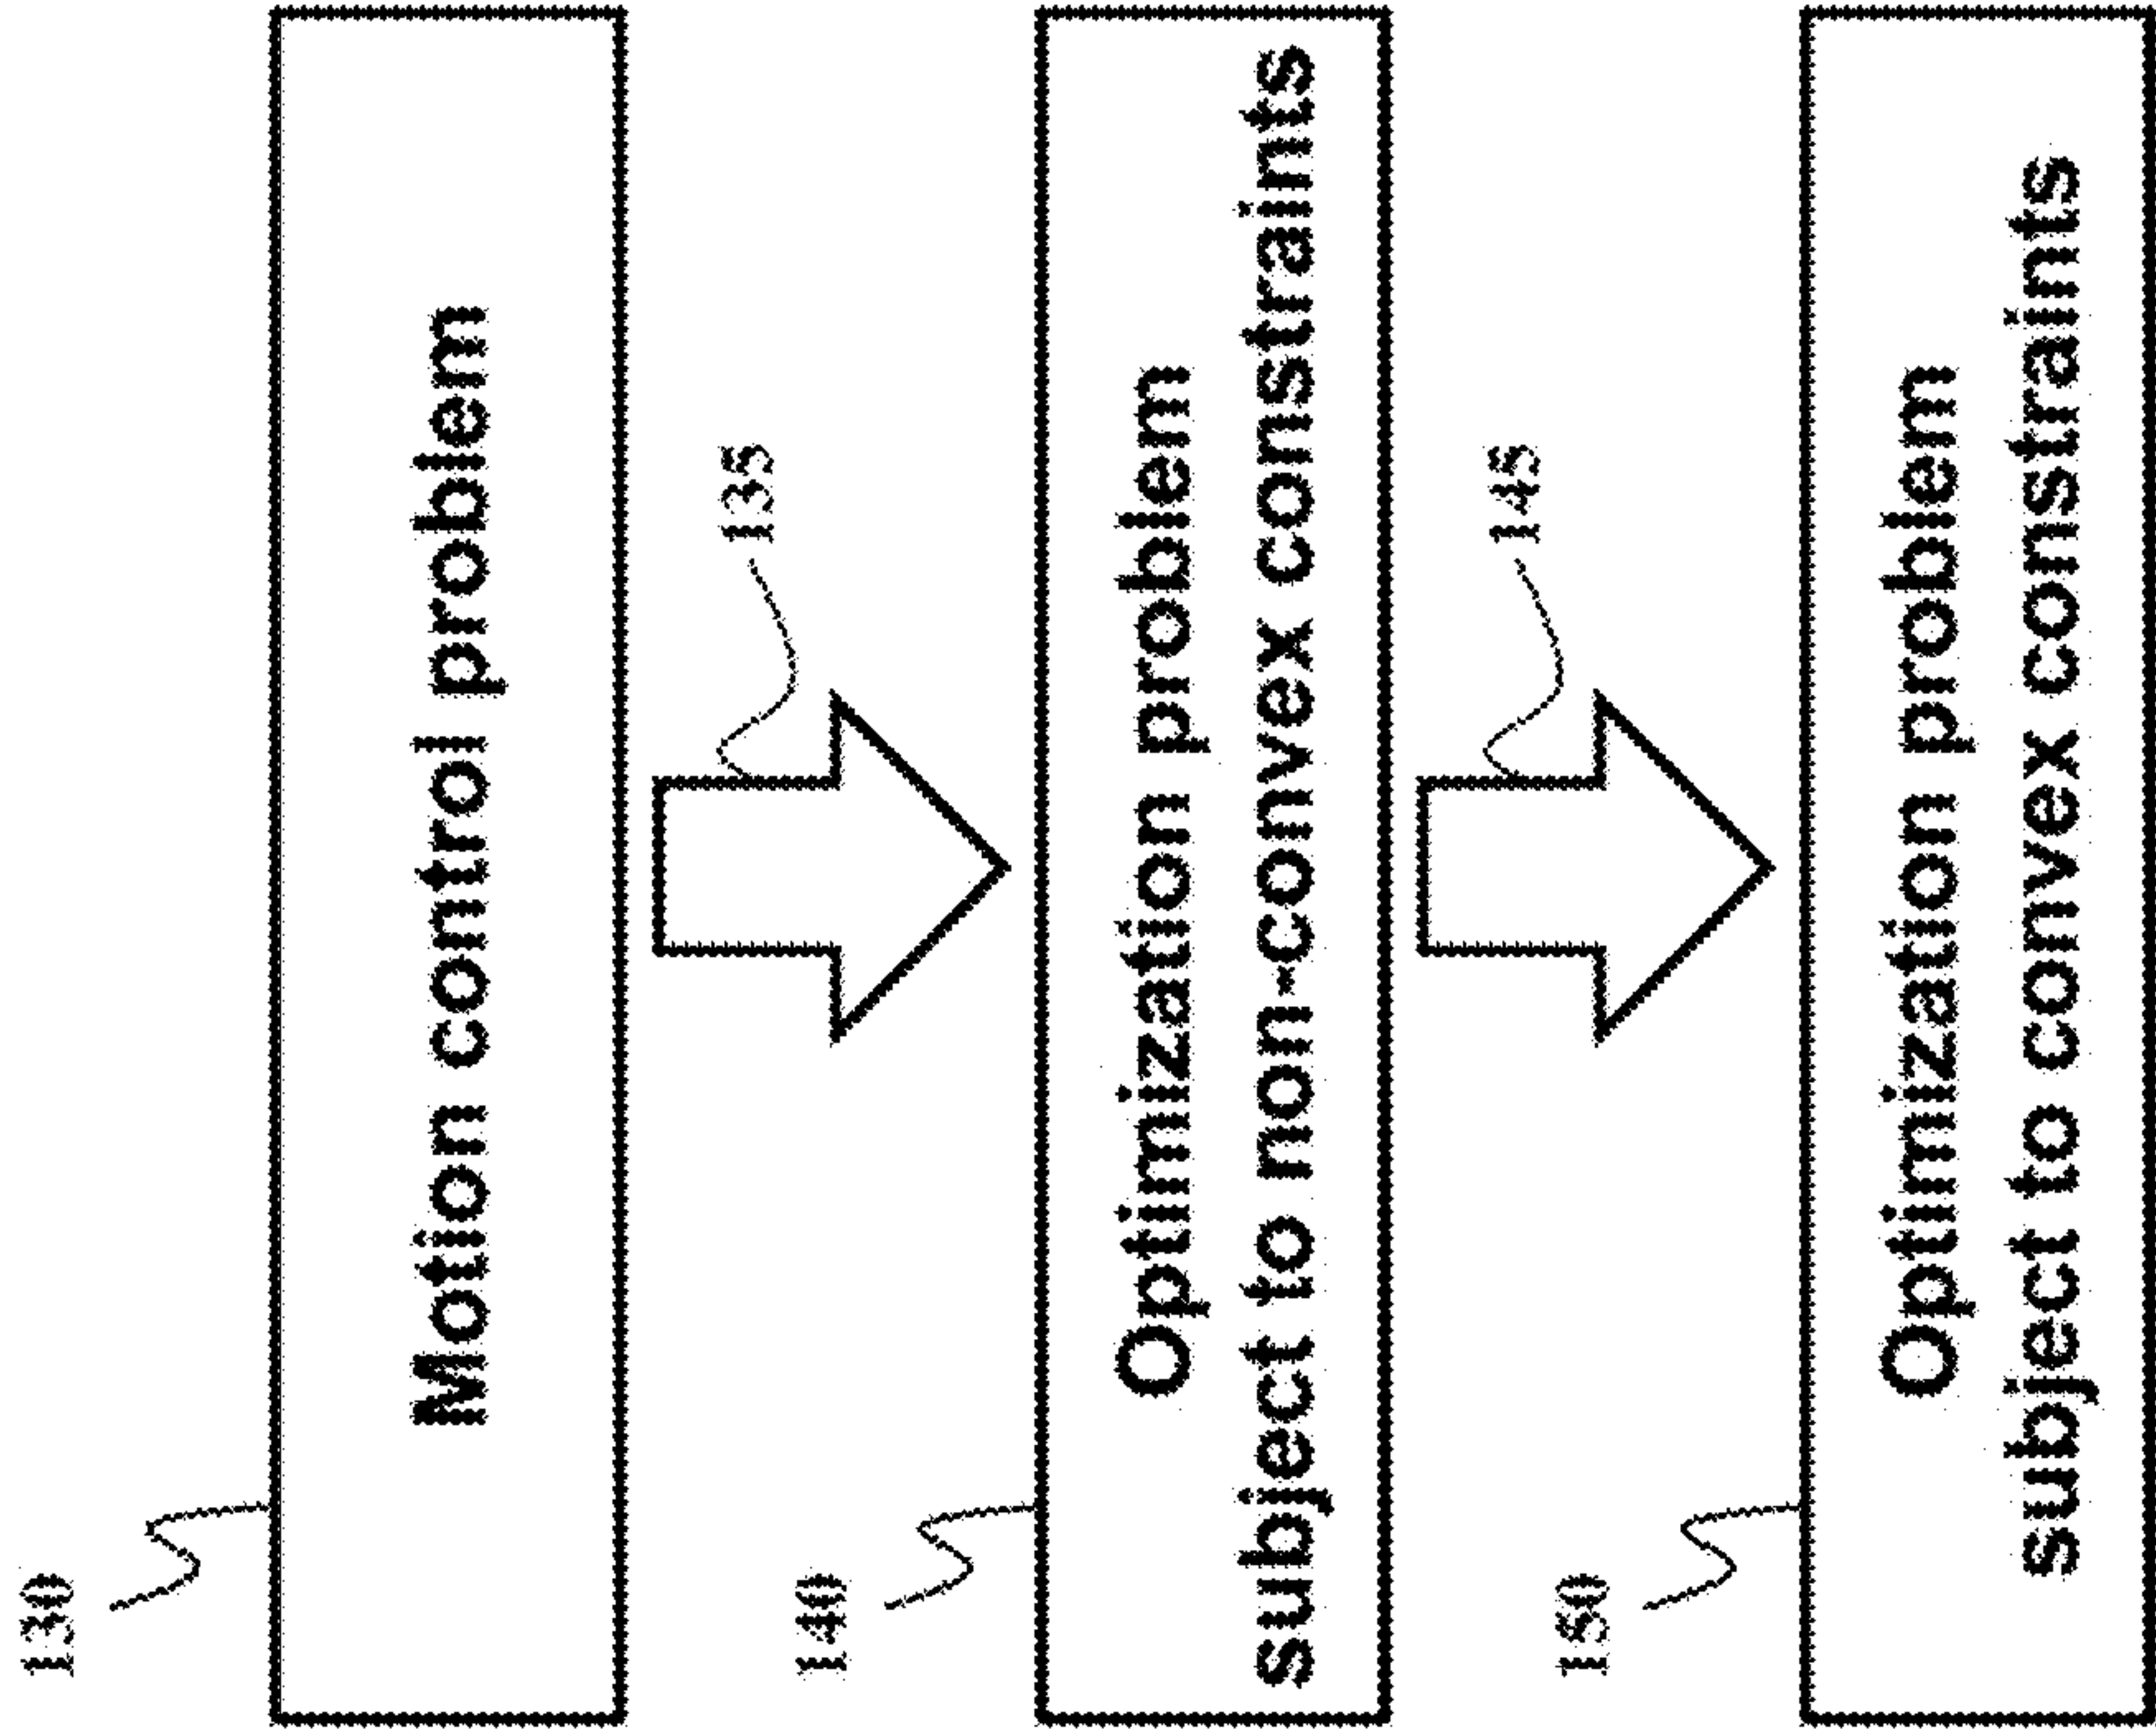 130
Motion control problem
135
140
Optimization problem
subject to non-convex constraints
145
150
Optimization problem
subject to convex constraints